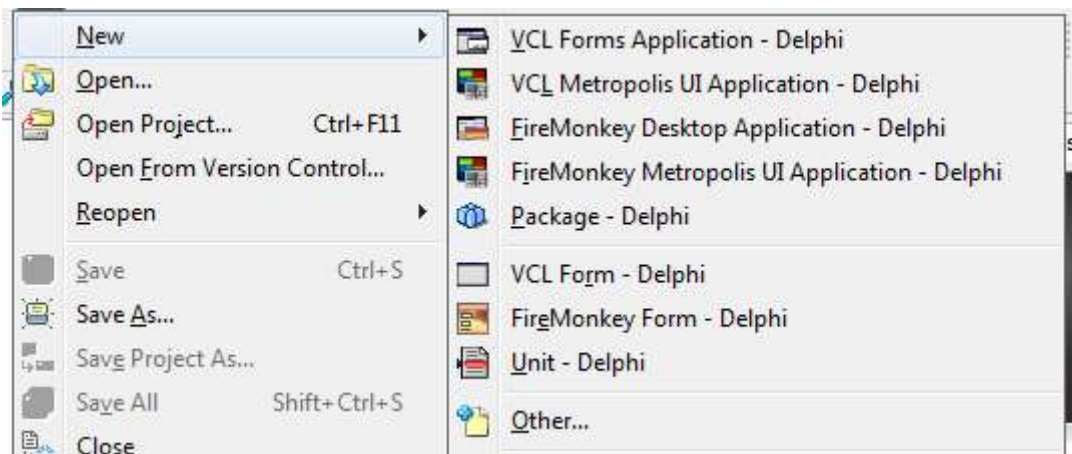 New
Open...
Open Project... Ctrl+F11
Open From Version Control...
Reopen
Save Ctrl+S
Save As...
Save Project As...
Save All Shift+Ctrl+S
Close
VCL Forms Application - Delphi
VCL Metropolis UI Application - Delphi
FireMonkey Desktop Application - Delphi
FireMonkey Metropolis UI Application - Delphi
Package - Delphi
VCL Form - Delphi
FireMonkey Form - Delphi
Unit - Delphi
Other...